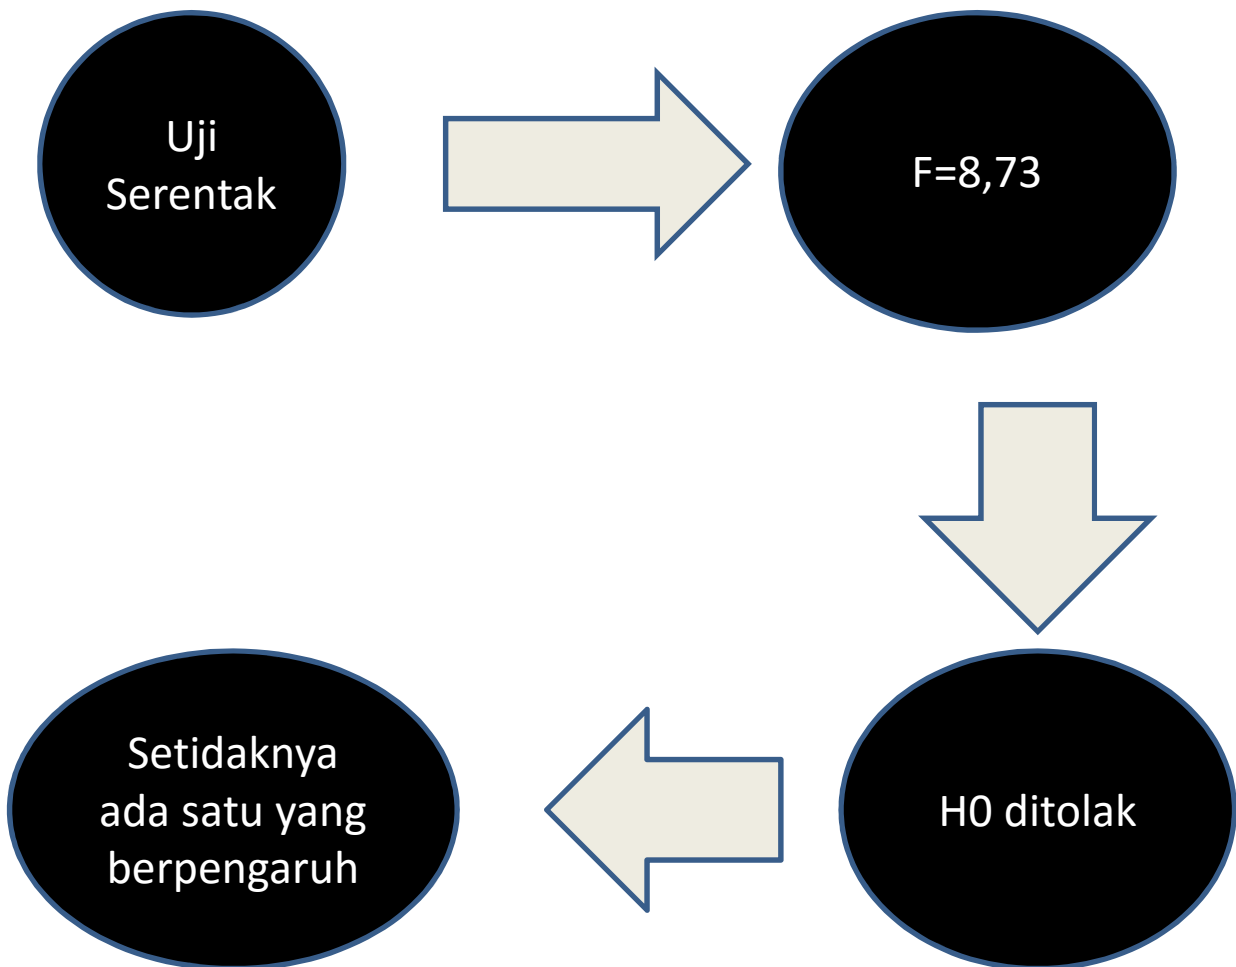 Uji
Serentak
F=8,73
H0 ditolak
Setidaknya
ada satu yang
berpengaruh